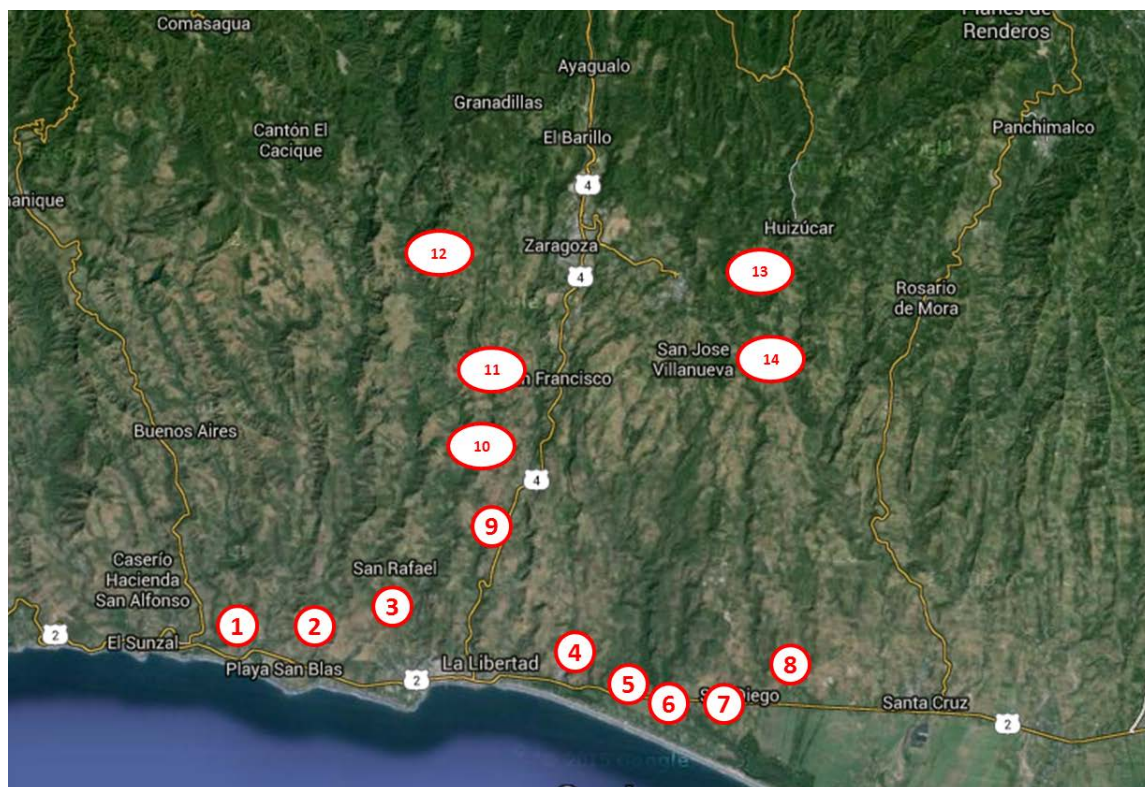 Comasagua
Planes de
Renderos
Ayagualo
Granadillas
Cantón El
Cacique
El Barillo
Panchimalco
4
anique
Huizúcar
12
Zaragoza
13
4
Rosario
de Mora
San Jose
Villanueva
14
11
n Francisco
Buenos Aires
10
4
9
Caserío
Hacienda
San Alfonso
San Rafael
3
1
2
2
El Sunzal
4
La Libertad
8
Playa San Blas
2
5
6
7
Diego
Santa Cruz
2
2015 Google